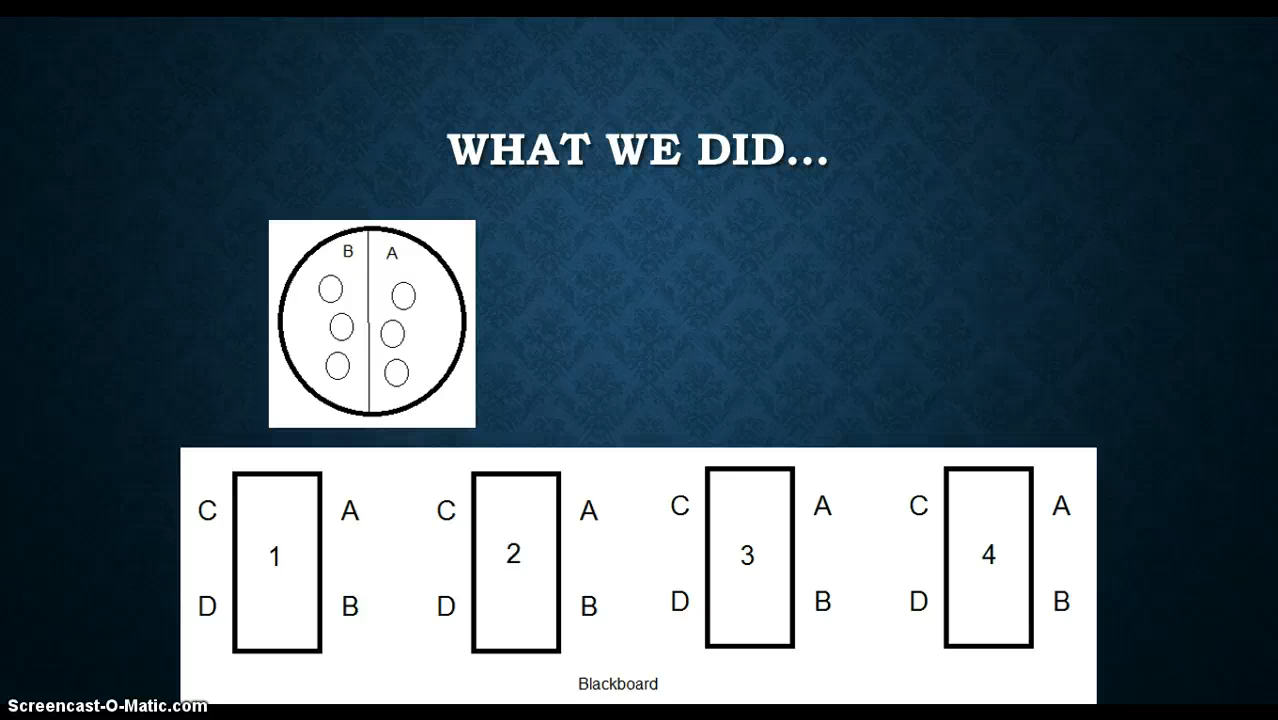 WHAT WE DID...
B A
C A C A C A C A
1 2 3 4
D B D B D B D B
Blackboard
Screencast-O-Matic.com